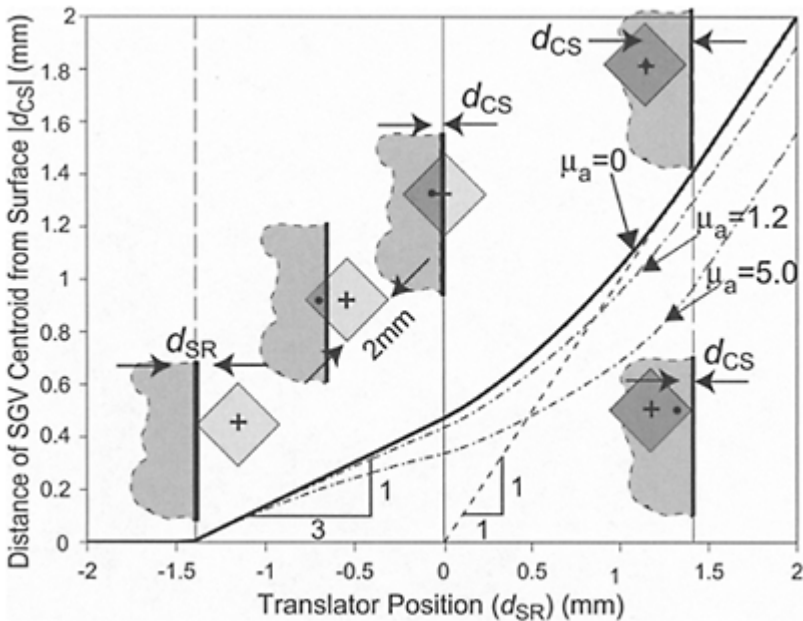 Distance of SGV Centroid from Surface |dCS| (mm)
2
1.8
1.6
1.4
1.2
1
0.8
0.6
0.4
0.2
0
dCS
dCS
μa=0
μa=1.2
μa=5.0
2mm
dSR
dCS
1
3
1
1
-2
-1.5
-1
-0.5
0
0.5
1
1.5
2
Translator Position (dSR) (mm)